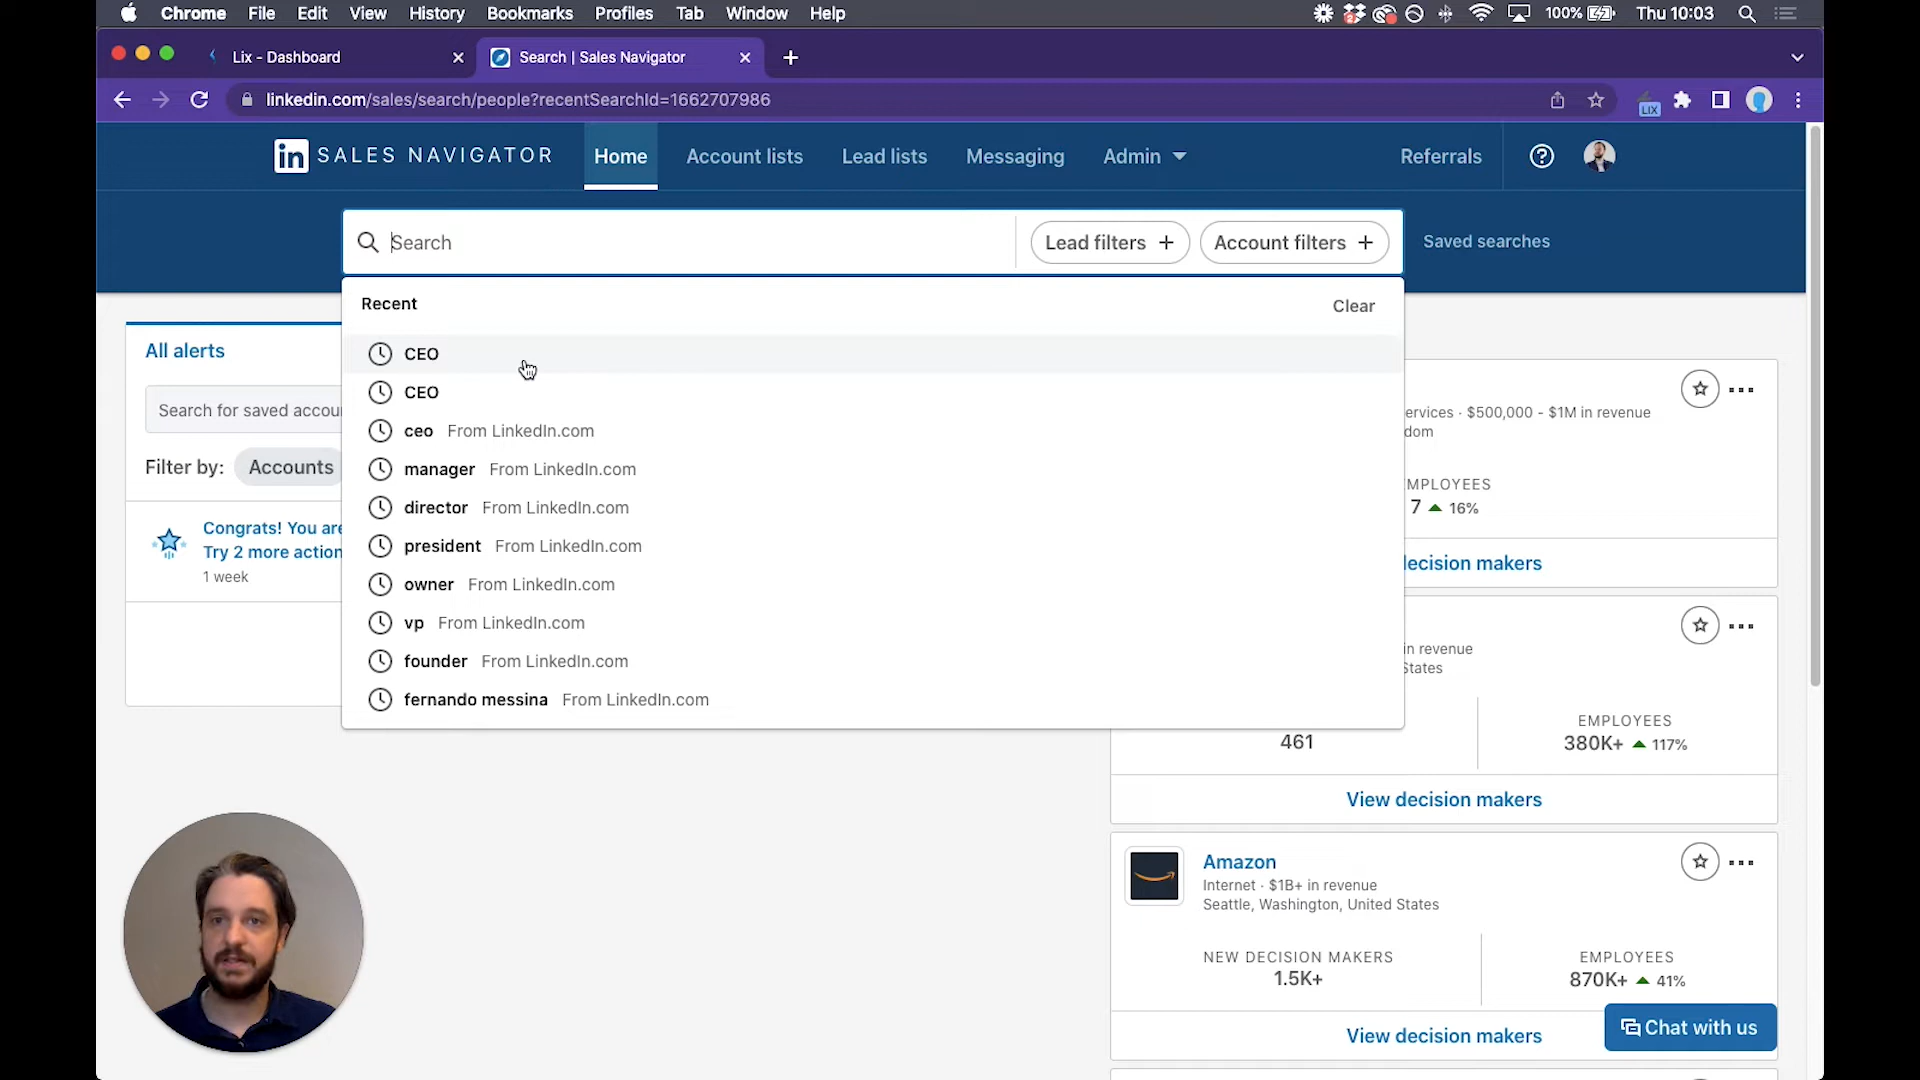 Chrome File Edit View History Bookmarks Profiles Tab Window Help 100% Thu 10:03
Lix - Dashboard
Search | Sales Navigator
linkedin.com/sales/search/people?recentSearchId=1662707986
LIX
in SALES NAVIGATOR
Home
Account lists
Lead lists
Messaging
Admin
Referrals
Search
Lead filters +
Account filters +
Saved searches
Recent
Clear
CEO
CEO
ceo From LinkedIn.com
manager From LinkedIn.com
director From LinkedIn.com
president From LinkedIn.com
owner From LinkedIn.com
vp From LinkedIn.com
founder From LinkedIn.com
fernando messina From LinkedIn.com
All alerts
Search for saved accou
Filter by: Accounts
Congrats! You are
Try 2 more action
1 week
ervices · $500,000 - $1M in revenue
dom
MPLOYEES
7 16%
decision makers
in revenue
States
461
EMPLOYEES
380K+ 117%
View decision makers
Amazon
Internet · $1B+ in revenue
Seattle, Washington, United States
NEW DECISION MAKERS
1.5K+
EMPLOYEES
870K+ 41%
View decision makers
Chat with us